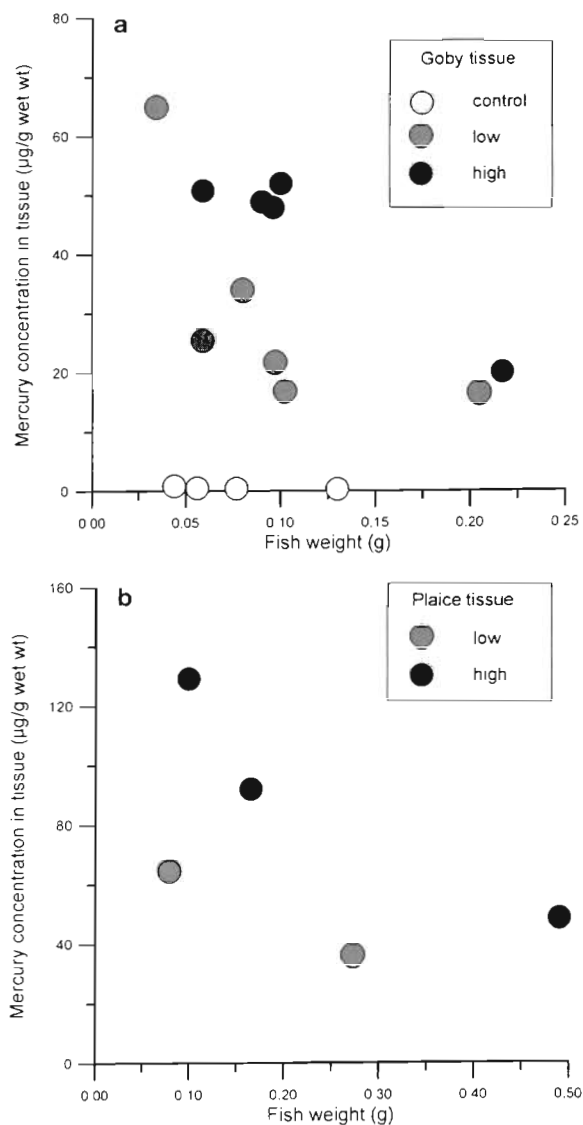 a
80
60
40
20
0
Mercury concentration in tissue (µg/g wet wt)
Goby tissue
control
low
high
0 00 0.05 0.10 0.15 0.20 0 25
Fish weight (g)
b
160
120
80
40
0
Mercury concentration in tissue (µg/g wet wt)
Plaice tissue
low
high
0 00 0.10 0.20 0.30 0.40 0.50
Fish weight (g)